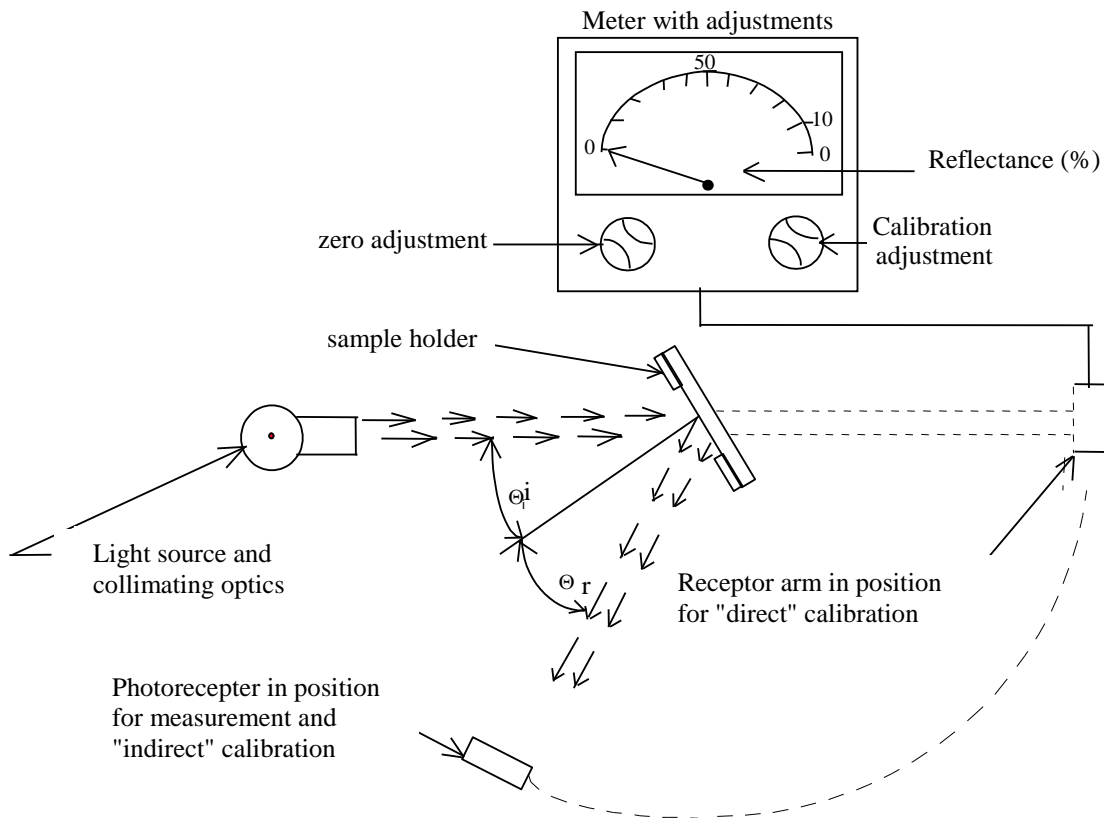 Meter with adjustments
50
10
0
0
Reflectance (%)
zero adjustment
Calibration
adjustment
sample holder
Θi i
Light source and
collimating optics
Θ r
Receptor arm in position
for "direct" calibration
Photorecepter in position
for measurement and
"indirect" calibration